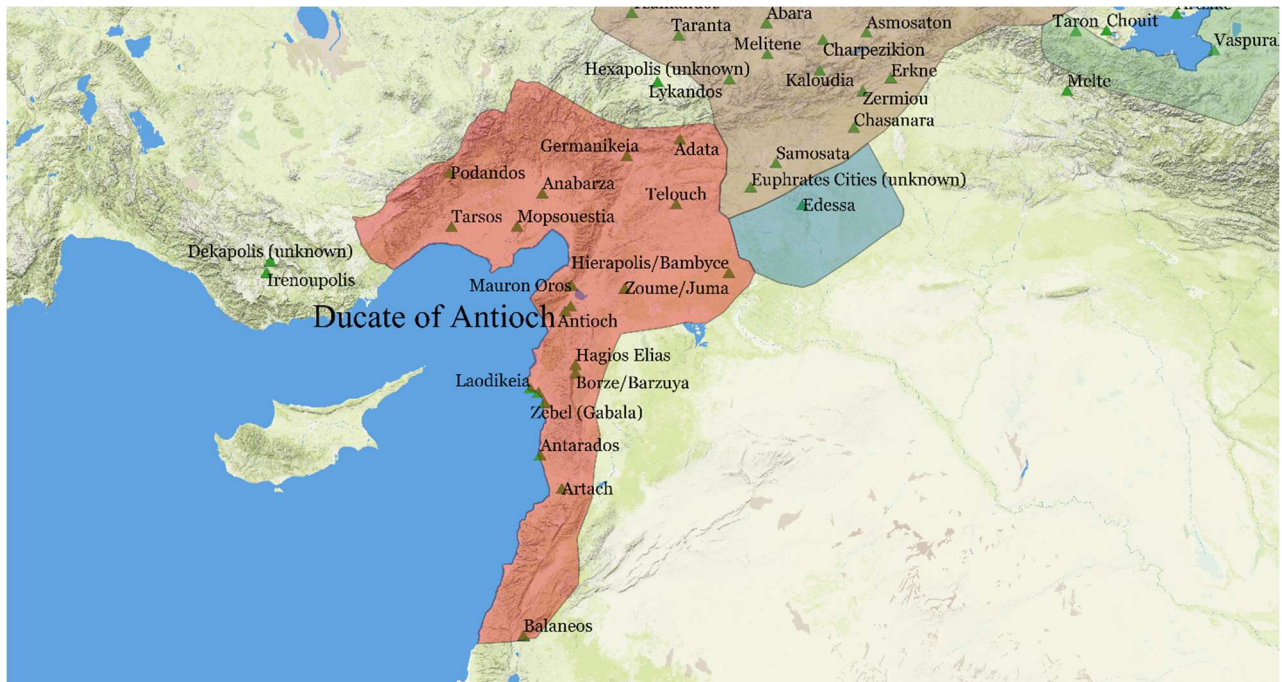 Abara
Asmosaton
Taranta
Taron
Chouit
Melitene
Charpezikion
Vaspura
Hexapolis (unknown)
Lykandos
Kaloudia
Erkne
Melte
Zermiou
Chasanara
Germanikeia
Adata
Samosata
Podandos
Anabarza
Euphrates Cities (unknown)
Telouch
Edessa
Tarsos
Mopsouestia
Dekapolis (unknown)
Irenoupolis
Hierapolis/Bambyce
Mauron Oros
Zoume/Juma
Ducate of Antioch
Antioch
Hagios Elias
Laodikeia
Borze/Barzuya
Zebel (Gabala)
Antarados
Artach
Balaneos